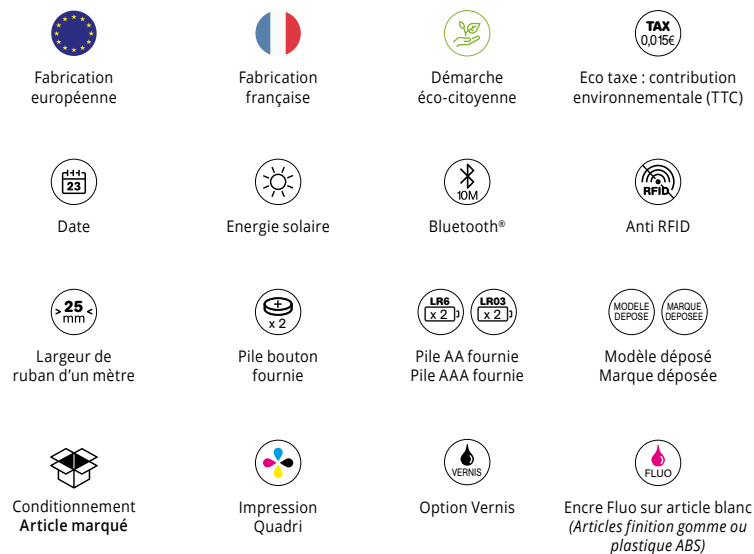 TAX
0,015€
Fabrication
européenne
Fabrication
française
Démarche
éco-citoyenne
Eco taxe : contribution
environnementale (TTC)
23
10M
RFID
Date
Energie solaire
Bluetooth®
Anti RFID
> 25 <
mm
x 2
LR6
x 2
LR03
x 2
MODELE
DEPOSE
MARQUE
DEPOSEE
Largeur de
ruban d'un mètre
Pile bouton
fournie
Pile AA fournie
Pile AAA fournie
Modèle déposé
Marque déposée
VERNIS
FLUO
Conditionnement
Article marqué
Impression
Quadri
Option Vernis
Encre Fluo sur article blanc
(Articles finition gomme ou
plastique ABS)